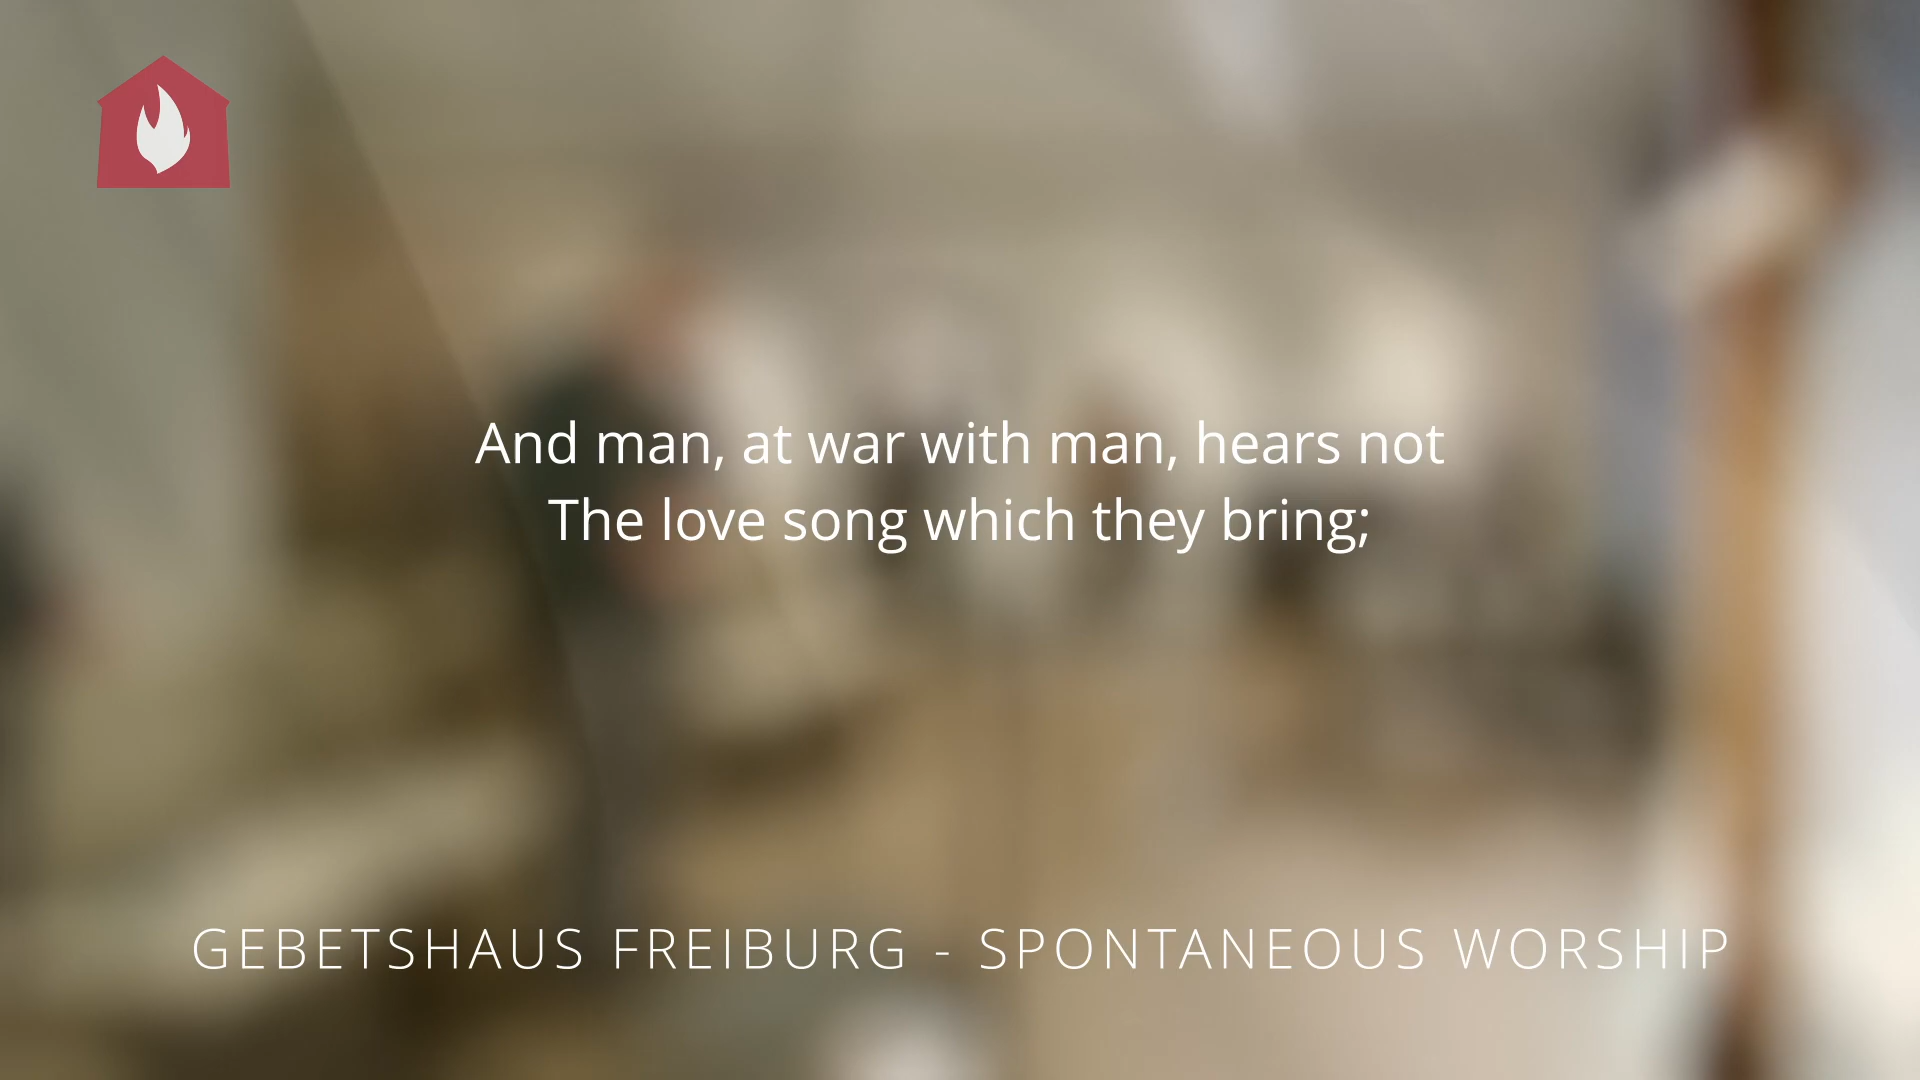 And man, at war with man, hears not
The love song which they bring;
GEBETSHAUS FREIBURG - SPONTANEOUS WORSHIP